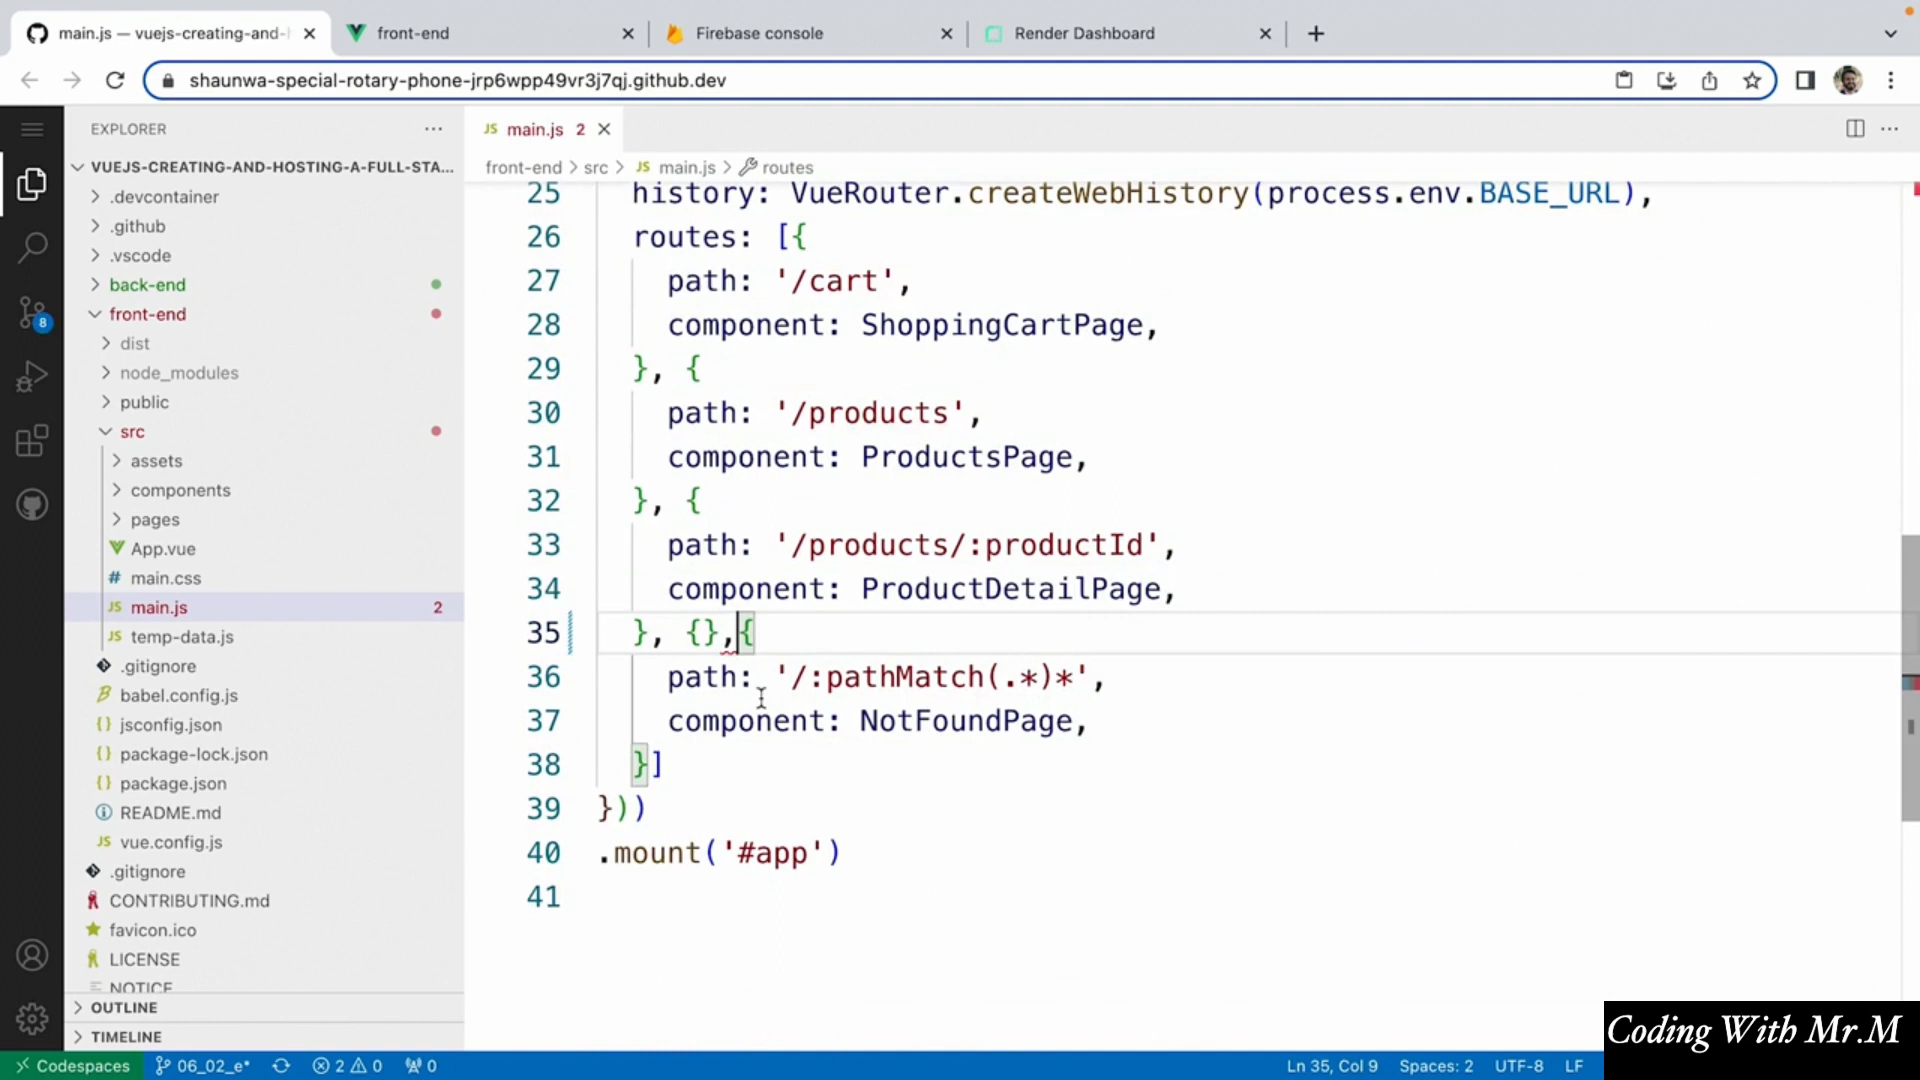 main.js — vuejs-creating-and-
front-end
Firebase console
Render Dashboard
shaunwa-special-rotary-phone-jrp6wpp49vr3j7qj.github.dev
EXPLORER
VUEJS-CREATING-AND-HOSTING-A-FULL-STA...
.devcontainer
.github
.vscode
back-end
front-end
dist
node_modules
public
src
assets
components
pages
App.vue
# main.css
JS main.js 2
JS temp-data.js
.gitignore
babel.config.js
{} jsconfig.json
{} package-lock.json
{} package.json
README.md
JS vue.config.js
.gitignore
CONTRIBUTING.md
favicon.ico
LICENSE
NOTICE
OUTLINE
TIMELINE
8
JS main.js 2
front-end > src > JS main.js > routes
25 history: VueRouter.createWebHistory(process.env.BASE_URL),
26 routes: [{
27 path: '/cart',
28 component: ShoppingCartPage,
29 }, {
30 path: '/products',
31 component: ProductsPage,
32 }, {
33 path: '/products/:productId',
34 component: ProductDetailPage,
35 }, {},{
36 path: '/:pathMatch(.*)*',
37 component: NotFoundPage,
38 }]
39 }))
40 .mount('#app')
41
Coding With Mr.M
Codespaces 06_02_e* 2 0 0 Ln 35, Col 9 Spaces: 2 UTF-8 LF